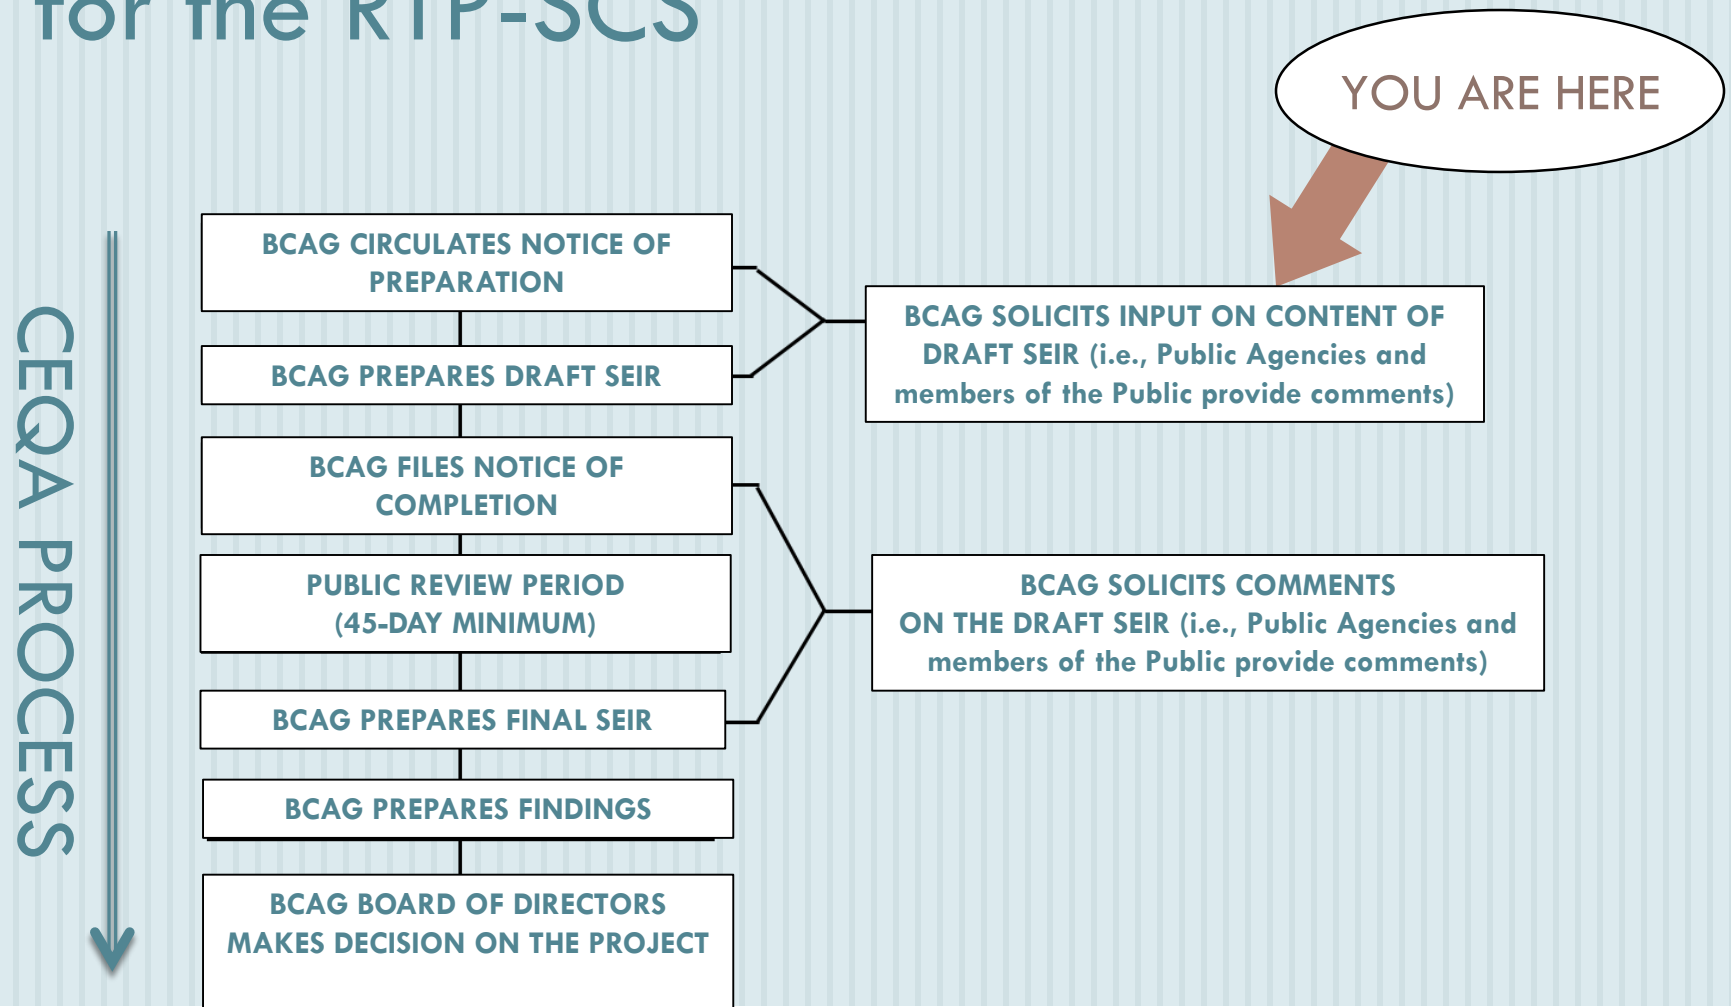 for the RTP-SCS
YOU ARE HERE
CEQA PROCESS
BCAG CIRCULATES NOTICE OF
PREPARATION
BCAG PREPARES DRAFT SEIR
BCAG SOLICITS INPUT ON CONTENT OF
DRAFT SEIR (i.e., Public Agencies and
members of the Public provide comments)
BCAG FILES NOTICE OF
COMPLETION
PUBLIC REVIEW PERIOD
(45-DAY MINIMUM)
BCAG PREPARES FINAL SEIR
BCAG SOLICITS COMMENTS
ON THE DRAFT SEIR (i.e., Public Agencies and
members of the Public provide comments)
BCAG PREPARES FINDINGS
BCAG BOARD OF DIRECTORS
MAKES DECISION ON THE PROJECT